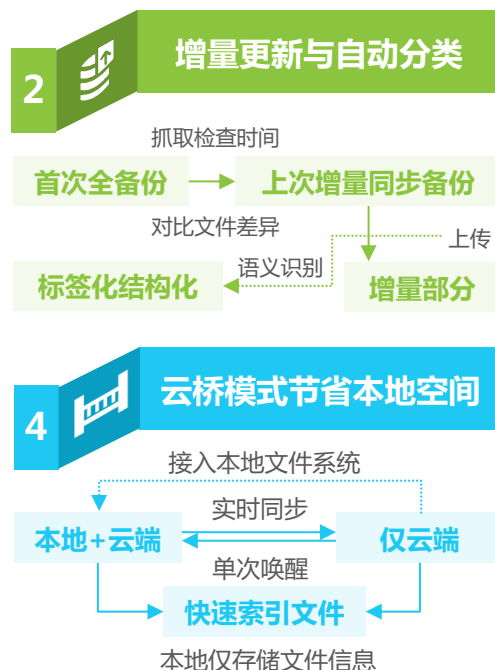 2
增量更新与自动分类
抓取检查时间
首次全备份
上次增量同步备份
对比文件差异
上传
语义识别
标签化结构化
增量部分
4
云桥模式节省本地空间
接入本地文件系统
实时同步
本地+云端
仅云端
单次唤醒
快速索引文件
本地仅存储文件信息